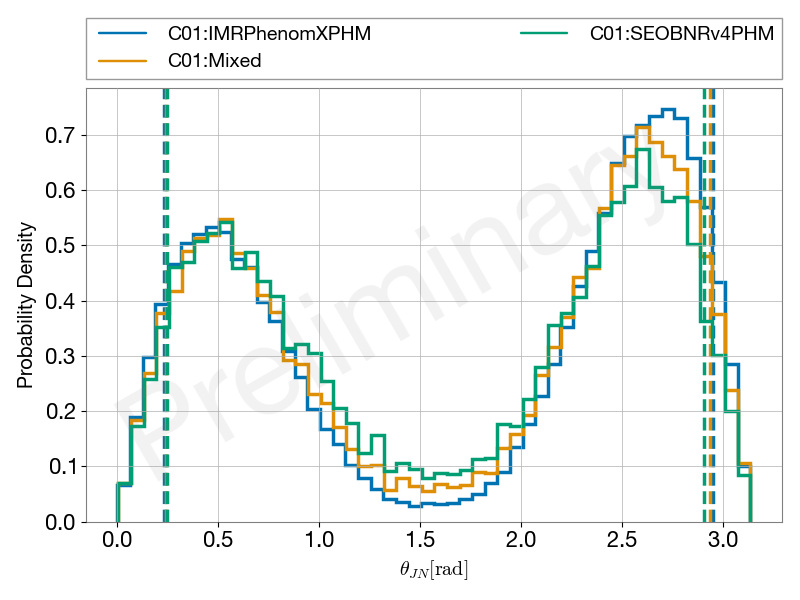 C01:IMRPhenomXPHM
C01:Mixed
C01:SEOBNRv4PHM
Preliminary
Probability Density
0.7
0.6
0.5
0.4
0.3
0.2
0.1
0.0
0.0 0.5 1.0 1.5 2.0 2.5 3.0
θ_JN[rad]